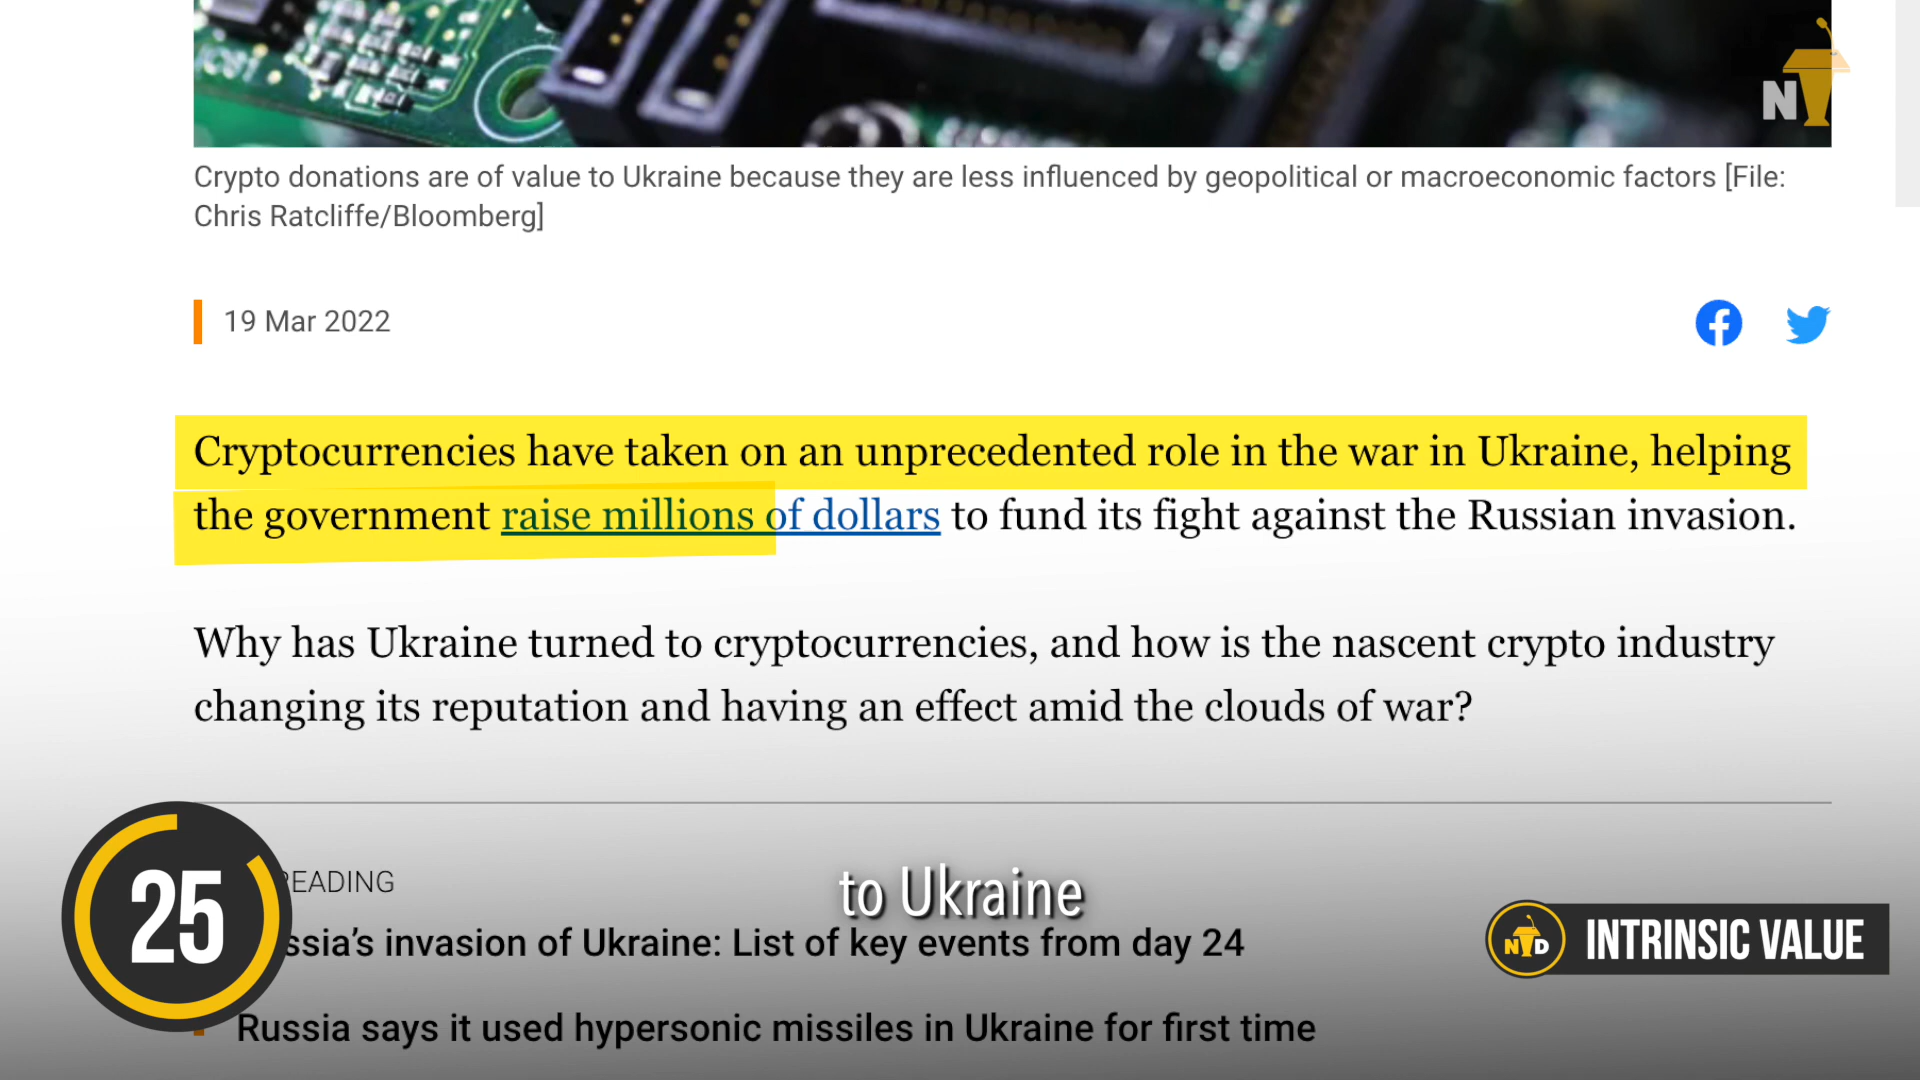 Crypto donations are of value to Ukraine because they are less influenced by geopolitical or macroeconomic factors [File:
Chris Ratcliffe/Bloomberg]
19 Mar 2022
Cryptocurrencies have taken on an unprecedented role in the war in Ukraine, helping
the government raise millions of dollars to fund its fight against the Russian invasion.
Why has Ukraine turned to cryptocurrencies, and how is the nascent crypto industry
changing its reputation and having an effect amid the clouds of war?
25
EADING
to Ukraine
ssia's invasion of Ukraine: List of key events from day 24
NTD INTRINSIC VALUE
Russia says it used hypersonic missiles in Ukraine for first time